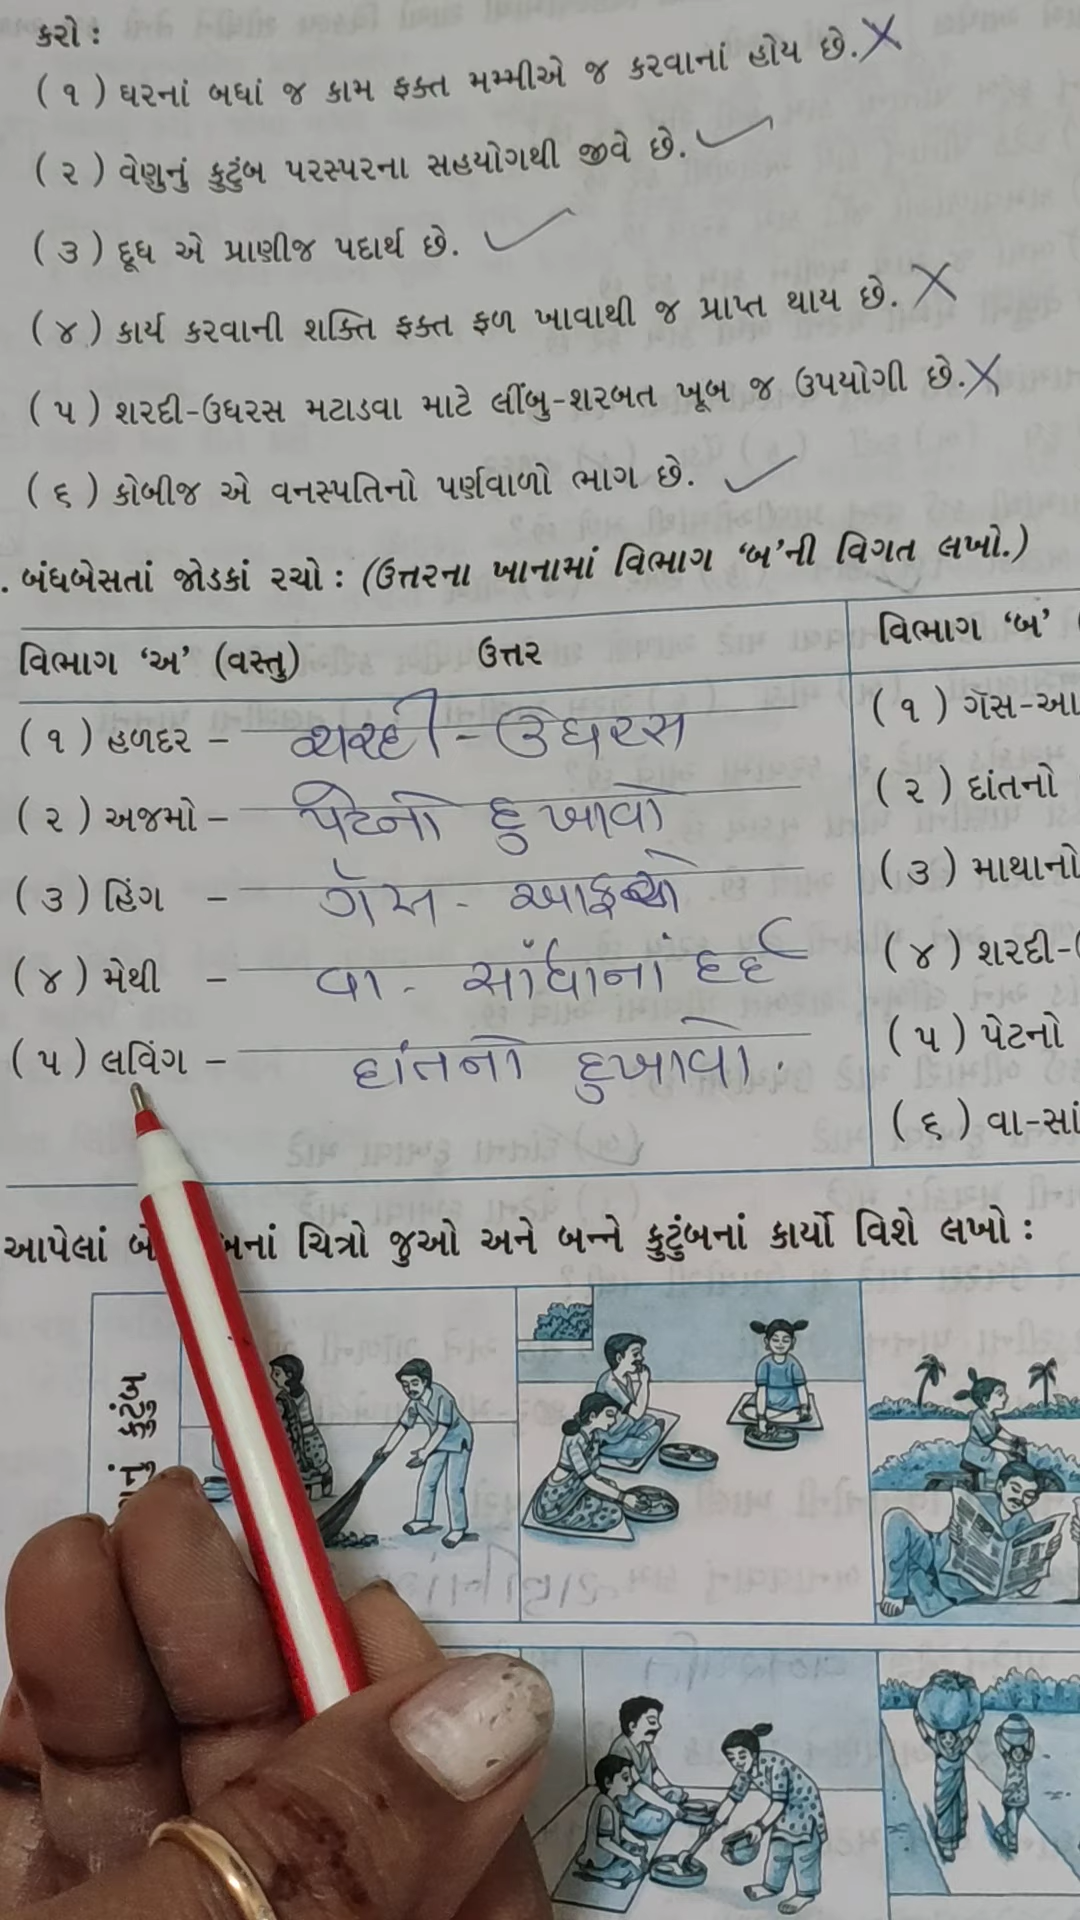 કરો :
(૧) ઘરનાં બધાં જ કામ ફક્ત મમ્મીએ જ કરવાનાં હોય છે. ✗
(૨) વેણુનું કુટુંબ પરસ્પરના સહયોગથી જીવે છે. ✓
(૩) દૂધ એ પ્રાણીજ પદાર્થ છે. ✓
(૪) કાર્ય કરવાની શક્તિ ફક્ત ફળ ખાવાથી જ પ્રાપ્ત થાય છે. ✗
(૫) શરદી-ઉધરસ મટાડવા માટે લીંબુ-શરબત ખૂબ જ ઉપયોગી છે. ✗
(૬) કોબીજ એ વનસ્પતિનો પર્ણવાળો ભાગ છે. ✓
. બંધબેસતાં જોડકાં રચો : (ઉત્તરના ખાનામાં વિભાગ ‘બ’ની વિગત લખો.)
વિભાગ ‘અ’ (વસ્તુ) ઉત્તર વિભાગ ‘બ’ (
(૧) હળદર – શરદી - ઉધરસ (૧) ગૅસ-આ
(૨) અજમો – પેટનો દુખાવો (૨) દાંતનો
(૩) હિંગ – ગૅસ - આફરો (૩) માથાનો
(૪) મેથી – વા - સાંધાનાં દર્દ (૪) શરદી-
(૫) લવિંગ – દાંતનો દુખાવો. (૫) પેટનો
(૬) વા-સાં
આપેલાં બે નાં ચિત્રો જુઓ અને બન્ને કુટુંબનાં કાર્યો વિશે લખો :
કુટુંબ